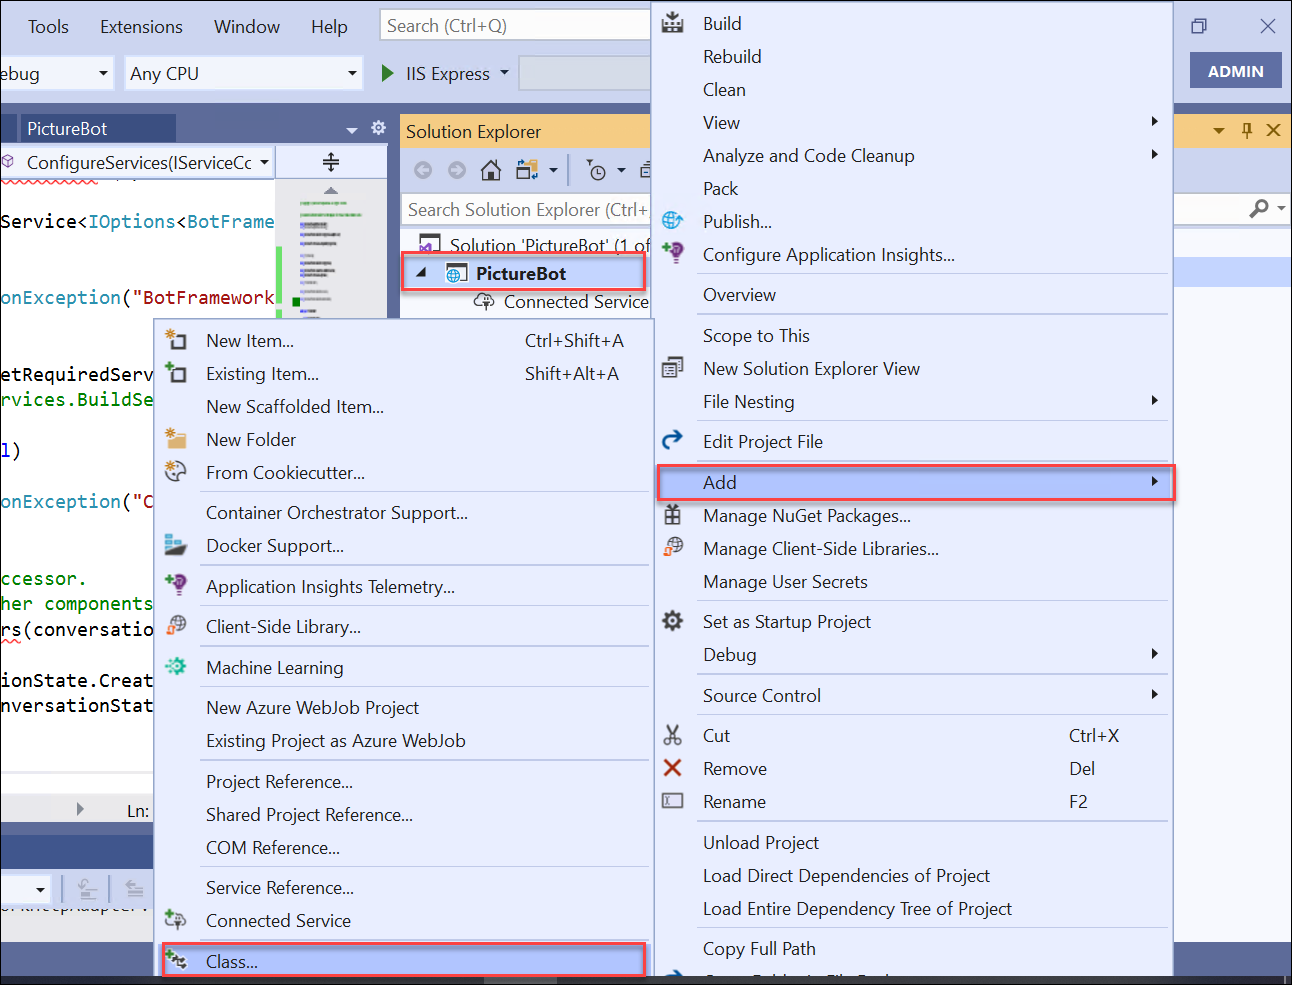 Tools Extensions Window Help Search (Ctrl+Q)
ebug Any CPU IIS Express
ADMIN
PictureBot
ConfigureServices(IServiceCc
Service<IOptions<BotFrame
onException("BotFramework
etRequiredServ
rvices.BuildSe
l)
onException("C
ccessor.
her components
rs(conversatio
ionState.Creat
nversationStat
Ln:
Solution Explorer
Search Solution Explorer (Ctrl+
Solution 'PictureBot' (1 of
PictureBot
Connected Service
New Item... Ctrl+Shift+A
Existing Item... Shift+Alt+A
New Scaffolded Item...
New Folder
From Cookiecutter...
Container Orchestrator Support...
Docker Support...
Application Insights Telemetry...
Client-Side Library...
Machine Learning
New Azure WebJob Project
Existing Project as Azure WebJob
Project Reference...
Shared Project Reference...
COM Reference...
Service Reference...
Connected Service
Class...
Build
Rebuild
Clean
View
Analyze and Code Cleanup
Pack
Publish...
Configure Application Insights...
Overview
Scope to This
New Solution Explorer View
File Nesting
Edit Project File
Add
Manage NuGet Packages...
Manage Client-Side Libraries...
Manage User Secrets
Set as Startup Project
Debug
Source Control
Cut Ctrl+X
Remove Del
Rename F2
Unload Project
Load Direct Dependencies of Project
Load Entire Dependency Tree of Project
Copy Full Path